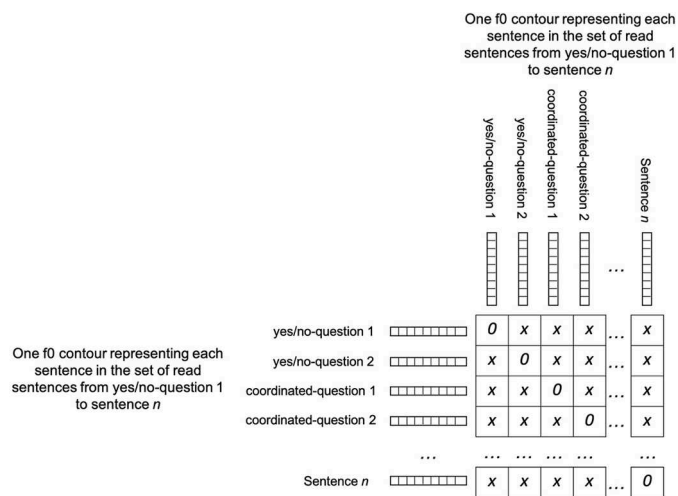 One f0 contour representing each
sentence in the set of read
sentences from yes/no-question 1
to sentence n
yes/no-question 1
yes/no-question 2
coordinated-question 1
coordinated-question 2
Sentence n
...
yes/no-question 1 0 x x x ... x
yes/no-question 2 x 0 x x ... x
coordinated-question 1 x x 0 x ... x
coordinated-question 2 x x x 0 ... x
... ... ... ... ... ...
Sentence n x x x x ... 0
One f0 contour representing each
sentence in the set of read
sentences from yes/no-question 1
to sentence n